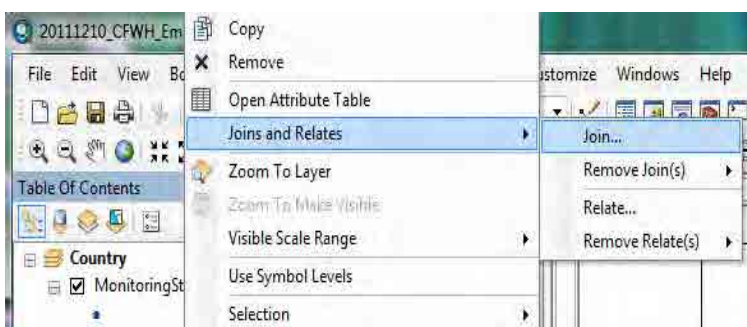 20111210_CFWH_Em
Copy
Remove
File Edit View Bo
stomize Windows Help
Open Attribute Table
Joins and Relates
Join...
Zoom To Layer
Remove Join(s)
Table Of Contents
Zoom To Make Visible
Relate...
Visible Scale Range
Remove Relate(s)
Country
Use Symbol Levels
MonitoringSt
Selection